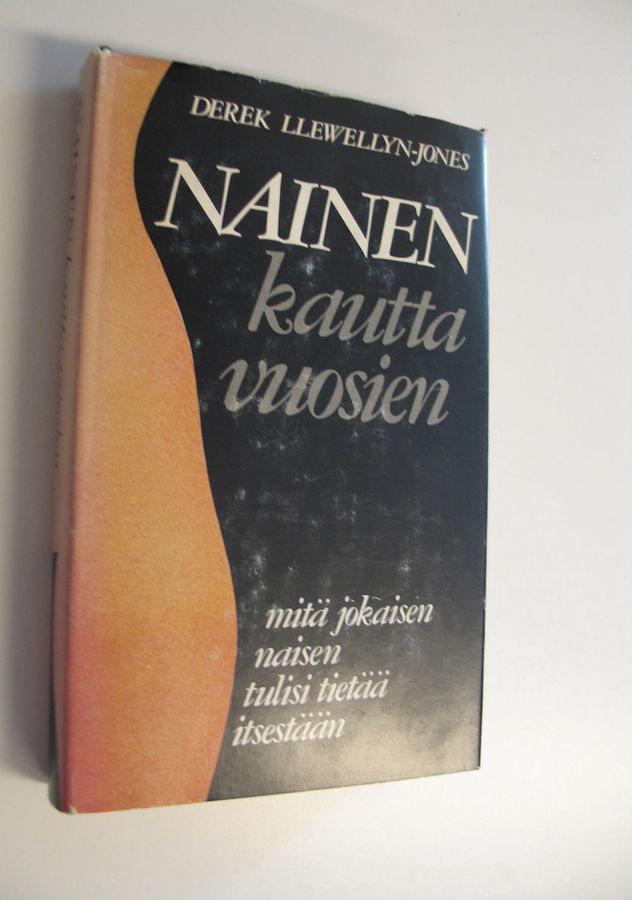 DEREK LLEWELLYN-JONES
NAINEN
kautta
vuosien
mitä jokaisen
naisen
tulisi tietää
itsestään